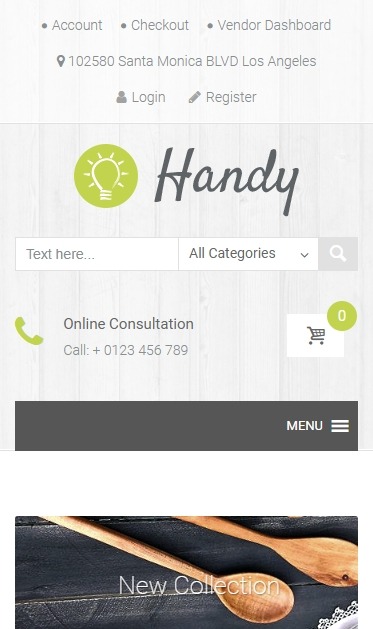 Account Checkout Vendor Dashboard
102580 Santa Monica BLVD Los Angeles
Login Register
Handy
Text here... All Categories
Online Consultation
0
Call: + 0123 456 789
MENU
New Collection